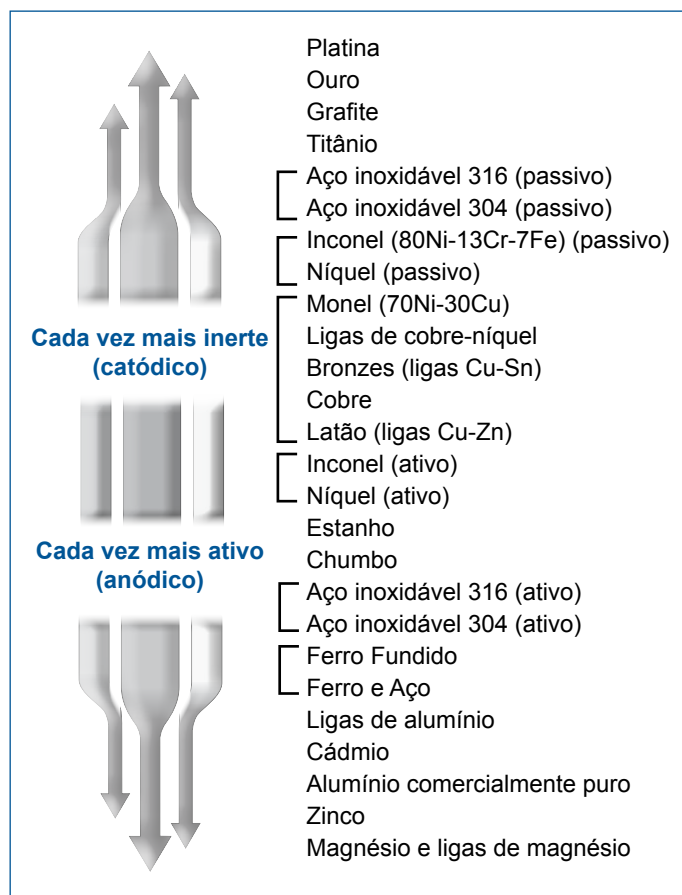 Platina
Ouro
Grafite
Titânio
Aço inoxidável 316 (passivo)
Aço inoxidável 304 (passivo)
Inconel (80Ni-13Cr-7Fe) (passivo)
Níquel (passivo)
Monel (70Ni-30Cu)
Ligas de cobre-níquel
Bronzes (ligas Cu-Sn)
Cobre
Latão (ligas Cu-Zn)
Inconel (ativo)
Níquel (ativo)
Estanho
Chumbo
Aço inoxidável 316 (ativo)
Aço inoxidável 304 (ativo)
Ferro Fundido
Ferro e Aço
Ligas de alumínio
Cádmio
Alumínio comercialmente puro
Zinco
Magnésio e ligas de magnésio
Cada vez mais inerte
(catódico)
Cada vez mais ativo
(anódico)